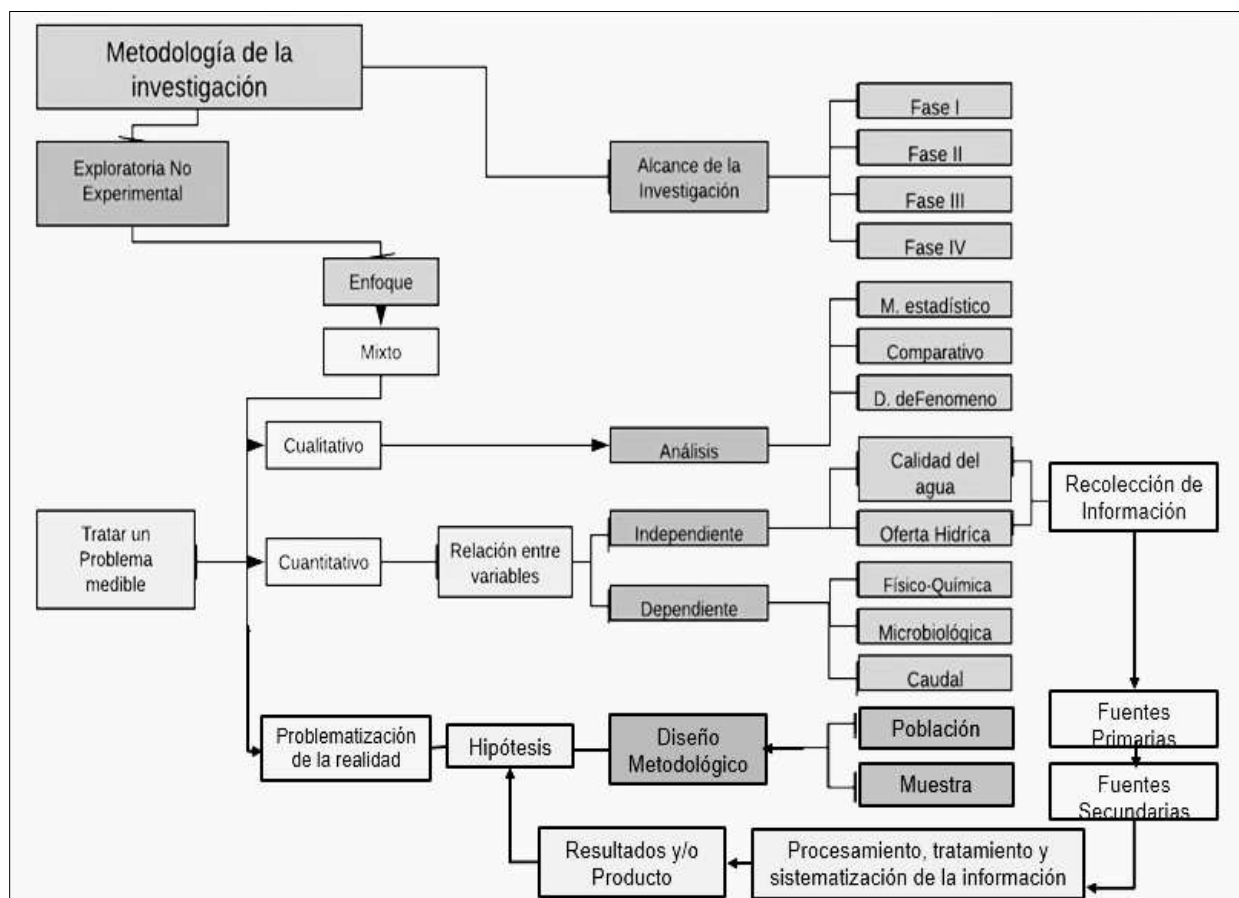 Metodología de la
investigación
Exploratoria No
Experimental
Alcance de la
Investigación
Fase I
Fase II
Fase III
Fase IV
Enfoque
Mixto
M. estadístico
Comparativo
D. deFenomeno
Cualitativo
Análisis
Calidad del
agua
Recolección de
Información
Tratar un
Problema
medible
Cuantitativo
Relación entre
variables
Independiente
Oferta Hidríca
Dependiente
Físico-Química
Microbiológica
Caudal
Problematización
de la realidad
Hipótesis
Diseño
Metodológico
Población
Muestra
Fuentes
Primarias
Fuentes
Secundarias
Resultados y/o
Producto
Procesamiento, tratamiento y
sistematización de la información